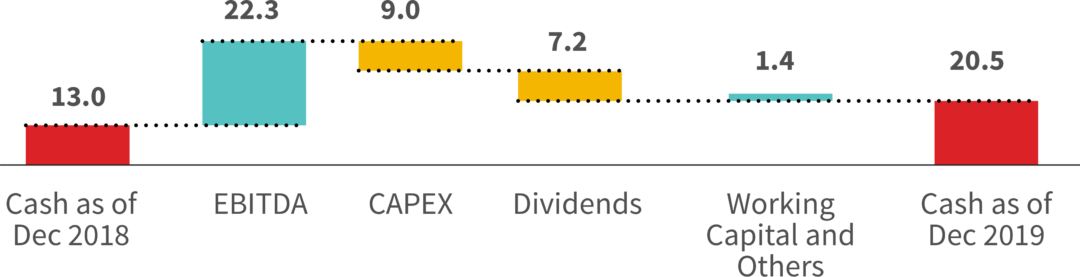 22.3
9.0
7.2
1.4
20.5
13.0
Cash as of
Dec 2018
EBITDA
CAPEX
Dividends
Working
Capital and
Others
Cash as of
Dec 2019